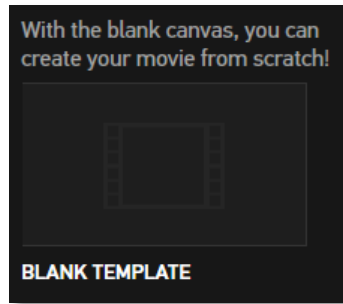 With the blank canvas, you can
create your movie from scratch!
BLANK TEMPLATE